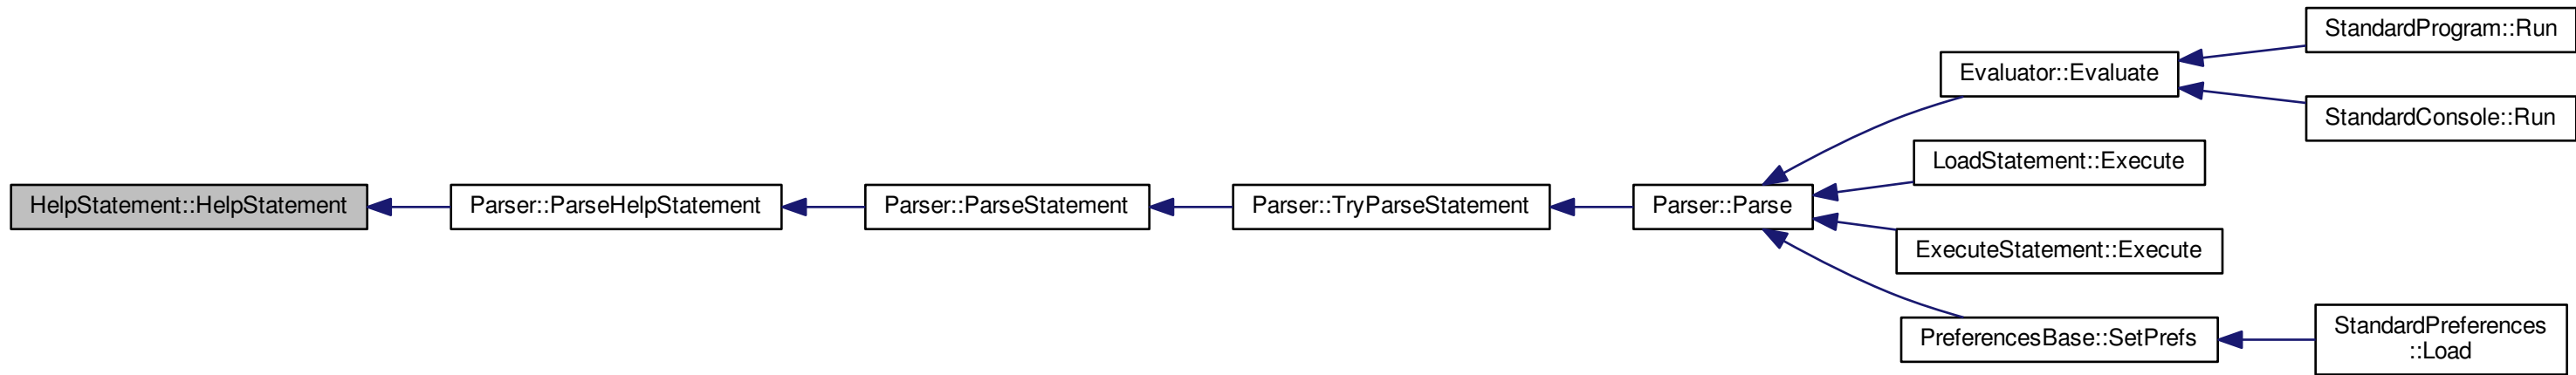 HelpStatement::HelpStatement
Parser::ParseHelpStatement
Parser::ParseStatement
Parser::TryParseStatement
Parser::Parse
Evaluator::Evaluate
StandardProgram::Run
StandardConsole::Run
LoadStatement::Execute
ExecuteStatement::Execute
PreferencesBase::SetPrefs
StandardPreferences
::Load